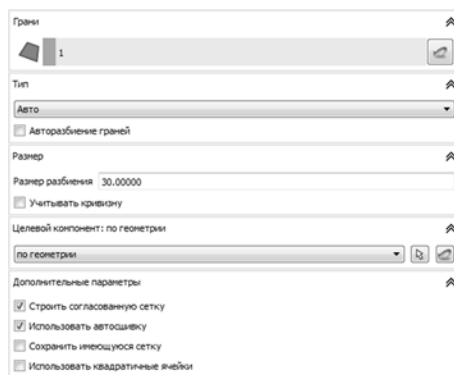 Грани
1
Тип
Авто
Авторазбиение граней
Размер
Размер разбиения 30.00000
Учитывать кривизну
Целевой компонент: по геометрии
по геометрии
Дополнительные параметры
Строить согласованную сетку
Использовать автосшивку
Сохранить имеющуюся сетку
Использовать квадратичные ячейки